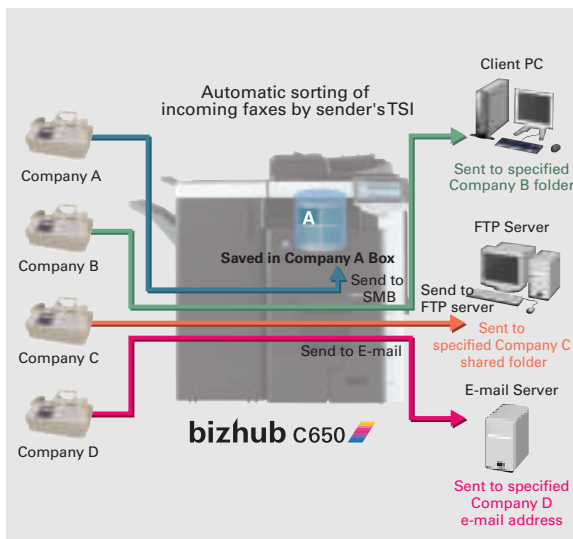 Automatic sorting of
incoming faxes by sender's TSI
Client PC
Sent to specified
Company B folder
Company A
A
Saved in Company A Box
Company B
Send to
SMB
FTP Server
Send to
FTP server
Sent to
specified Company C
shared folder
Company C
Send to E-mail
E-mail Server
Company D
bizhub C650
Sent to specified
Company D
e-mail address